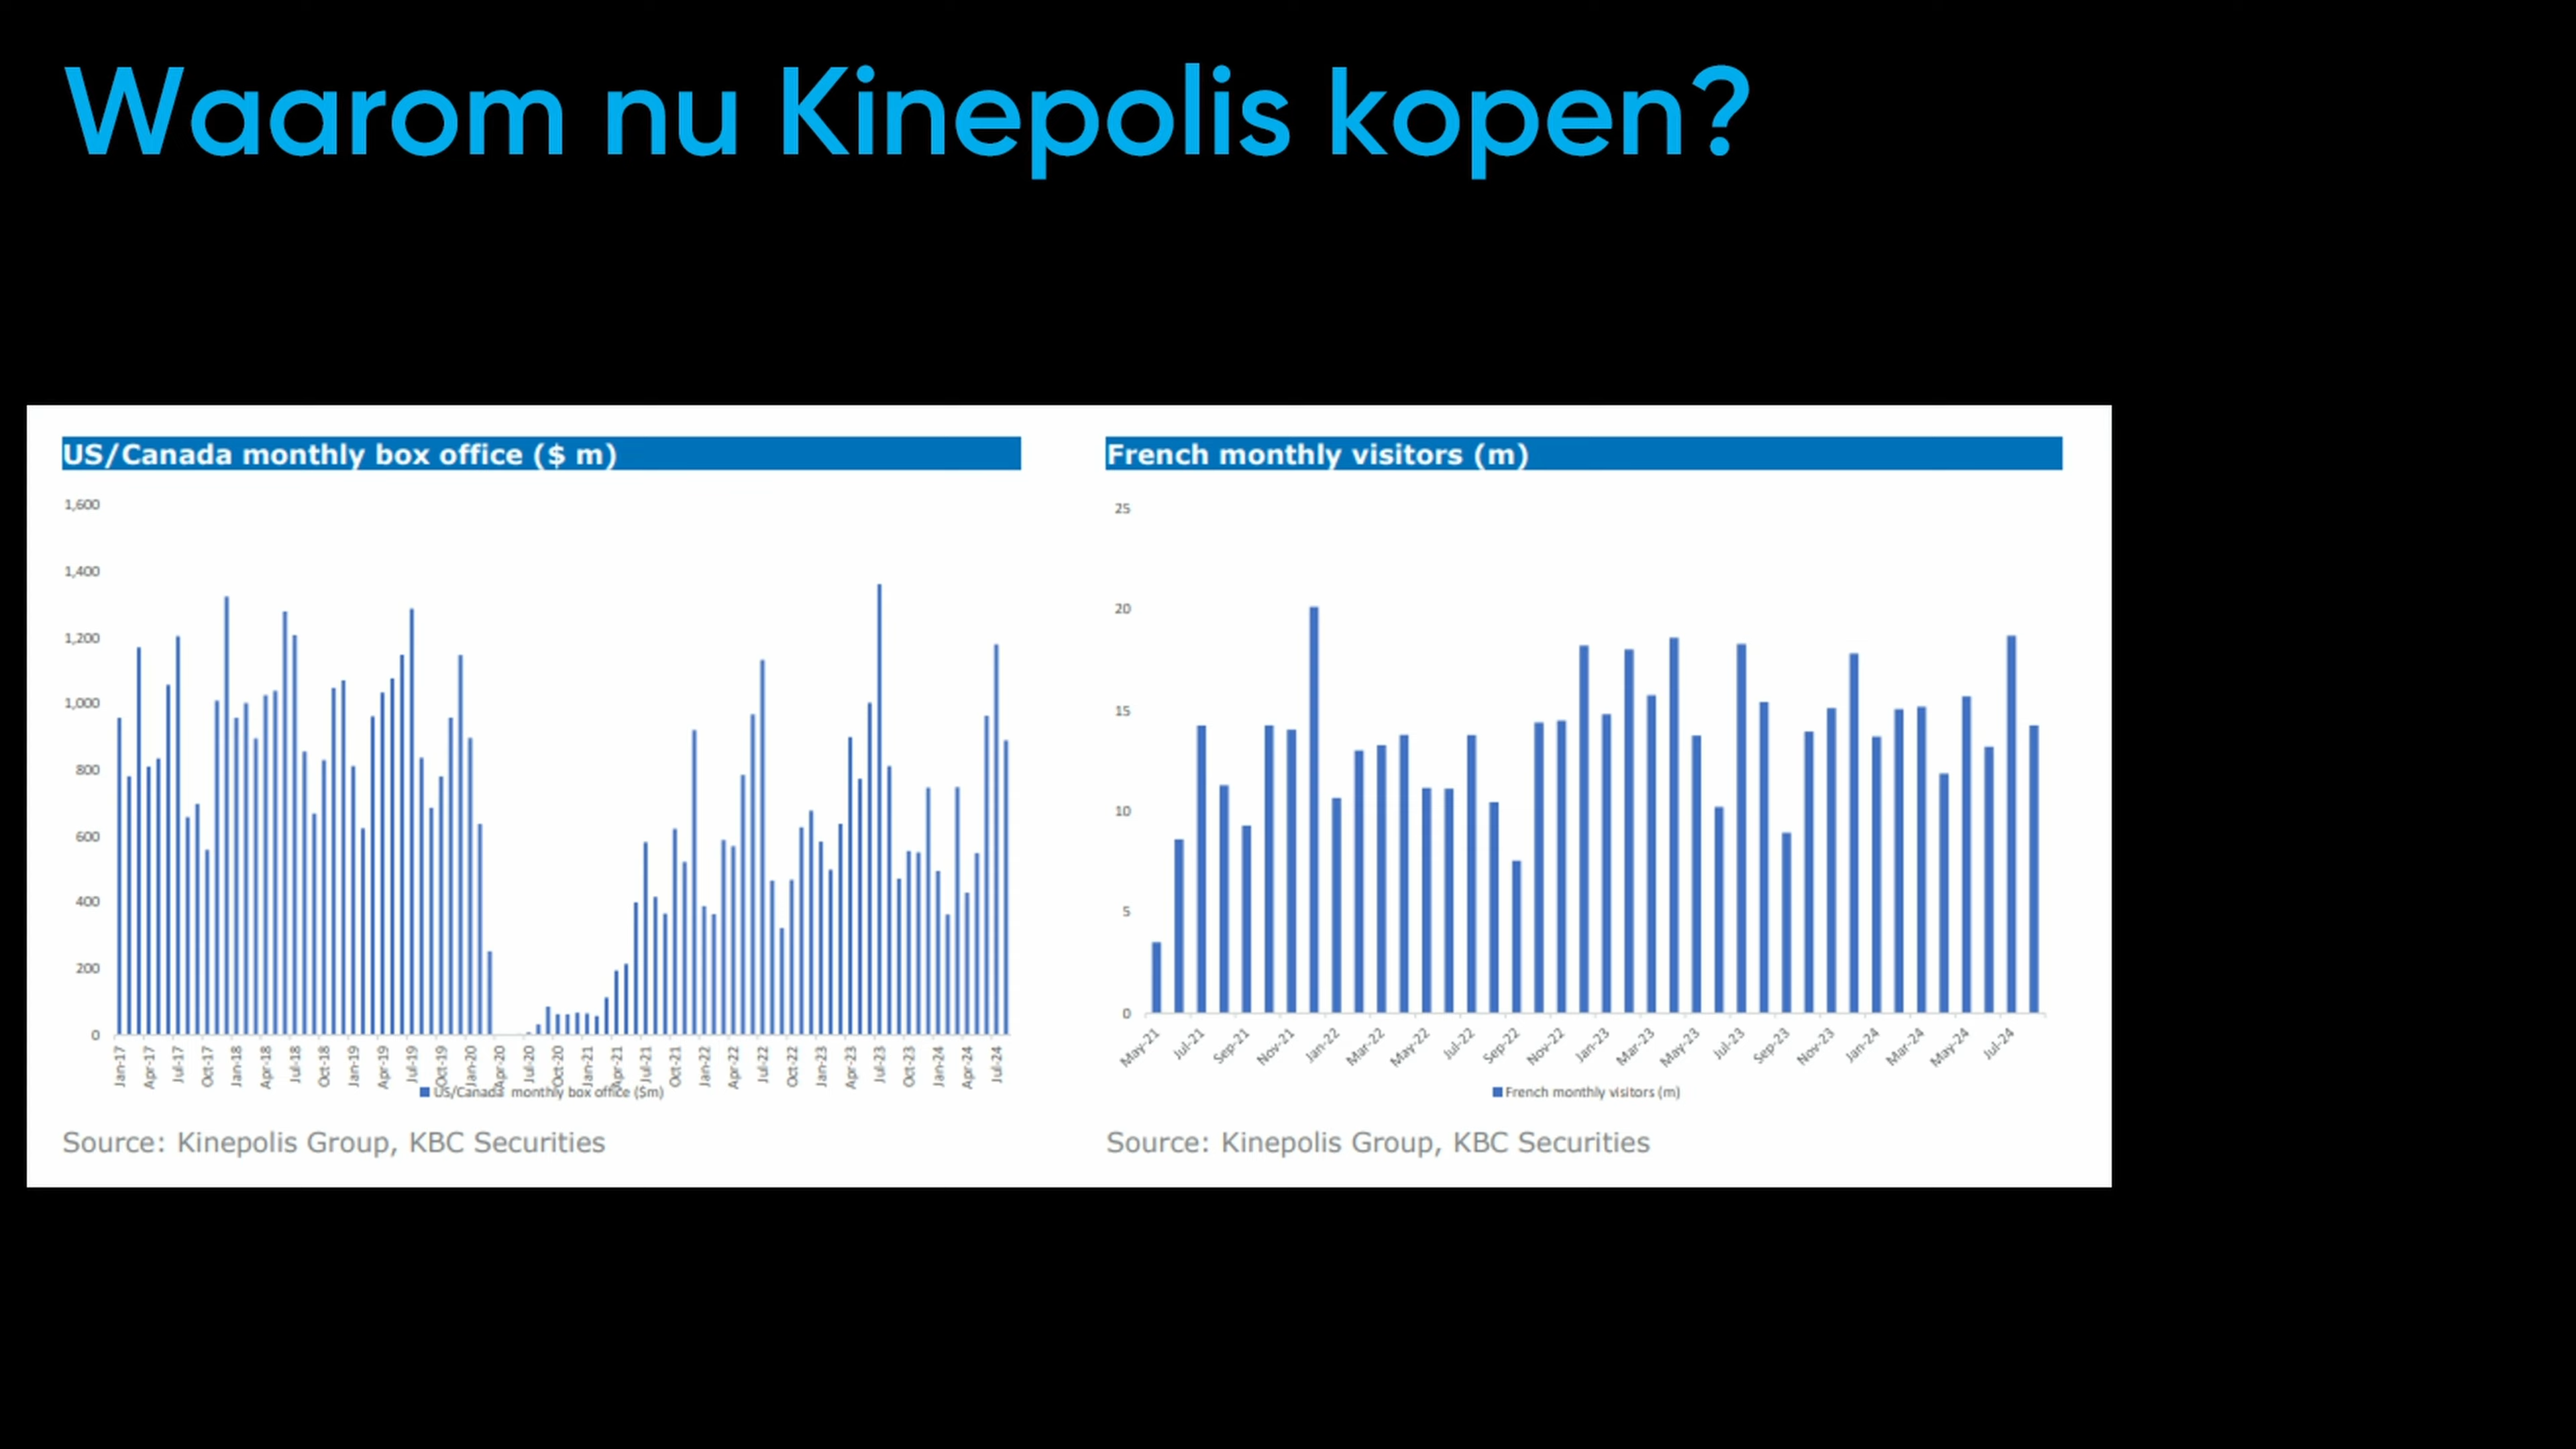 Waarom nu Kinepolis kopen?
US/Canada monthly box office ($ m)
1,600
1,400
1,200
1,000
800
600
400
200
0
Jan-17 Apr-17 Jul-17 Oct-17 Jan-18 Apr-18 Jul-18 Oct-18 Jan-19 Apr-19 Jul-19 Oct-19 Jan-20 Apr-20 Jul-20 Oct-20 Jan-21 Apr-21 Jul-21 Oct-21 Jan-22 Apr-22 Jul-22 Oct-22 Jan-23 Apr-23 Jul-23 Oct-23 Jan-24 Apr-24 Jul-24
US/Canada monthly box office ($m)
Source: Kinepolis Group, KBC Securities
French monthly visitors (m)
25
20
15
10
5
0
May-21 Jul-21 Sep-21 Nov-21 Jan-22 Mar-22 May-22 Jul-22 Sep-22 Nov-22 Jan-23 Mar-23 May-23 Jul-23 Sep-23 Nov-23 Jan-24 Mar-24 May-24 Jul-24
French monthly visitors (m)
Source: Kinepolis Group, KBC Securities